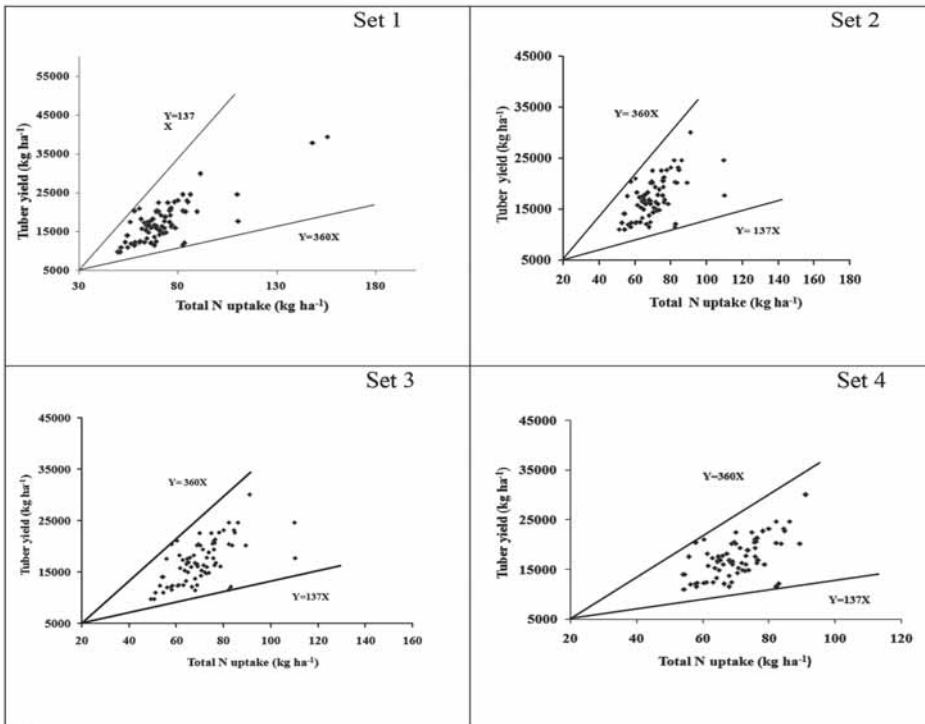 Set 1
55000
45000
35000
25000
15000
5000
Tuber yield (kg ha⁻¹)
Y=137
X
Y=360X
30
80
130
180
Total N uptake (kg ha⁻¹)
Set 2
45000
35000
25000
15000
5000
Tuber yield (kg ha⁻¹)
Y= 360X
Y= 137X
20
40
60
80
100
120
140
160
180
Total N uptake (kg ha⁻¹)
Set 3
45000
35000
25000
15000
5000
Tuber yield (kg ha⁻¹)
Y= 360X
Y=137X
20
40
60
80
100
120
140
160
Total N uptake (kg ha⁻¹)
Set 4
45000
35000
25000
15000
5000
Tuber yield (kg ha⁻¹)
Y=360X
Y=137X
20
40
60
80
100
120
Total N uptake (kg ha⁻¹)